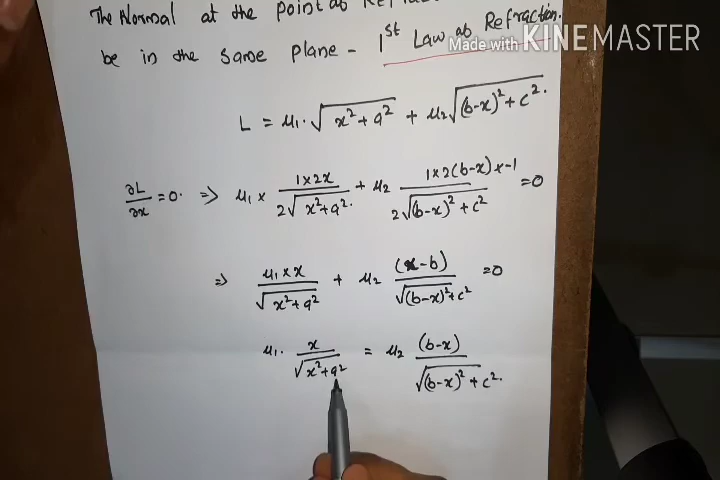 The Normal at the point of
be in the same plane - 1st Law of Refraction.
Made with KINEMASTER
L = μ1 . √(x² + a²) + μ2 √((b-x)² + c²).
∂L/∂x = 0. ⇒ μ1 × (1×2x)/(2√(x²+a²)) + μ2 (1×2(b-x)×-1)/(2√((b-x)²+c²)) = 0
⇒ (μ1×x)/√(x²+a²) + μ2 (x-b)/(√((b-x)²+c²)) = 0
μ1 . x/√(x²+a²) = μ2 (b-x)/√((b-x)²+c²).